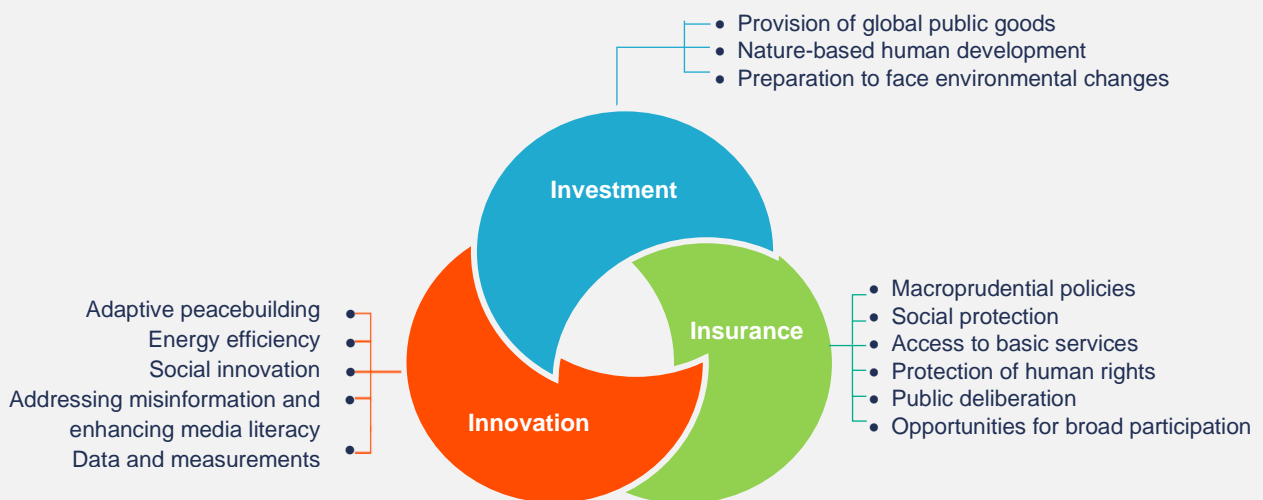 • Provision of global public goods
• Nature-based human development
• Preparation to face environmental changes
Investment
Adaptive peacebuilding •
Energy efficiency •
Social innovation •
Addressing misinformation and •
enhancing media literacy
Data and measurements •
Innovation
Insurance
• Macroprudential policies
• Social protection
• Access to basic services
• Protection of human rights
• Public deliberation
• Opportunities for broad participation